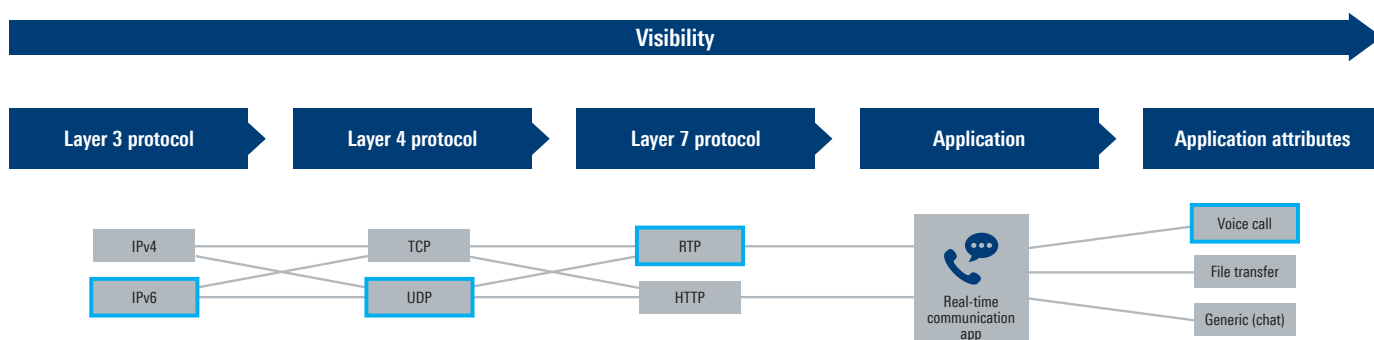 Visibility
Layer 3 protocol
Layer 4 protocol
Layer 7 protocol
Application
Application attributes
IPv4
TCP
RTP
Voice call
File transfer
IPv6
UDP
HTTP
Real-time
communication
app
Generic (chat)